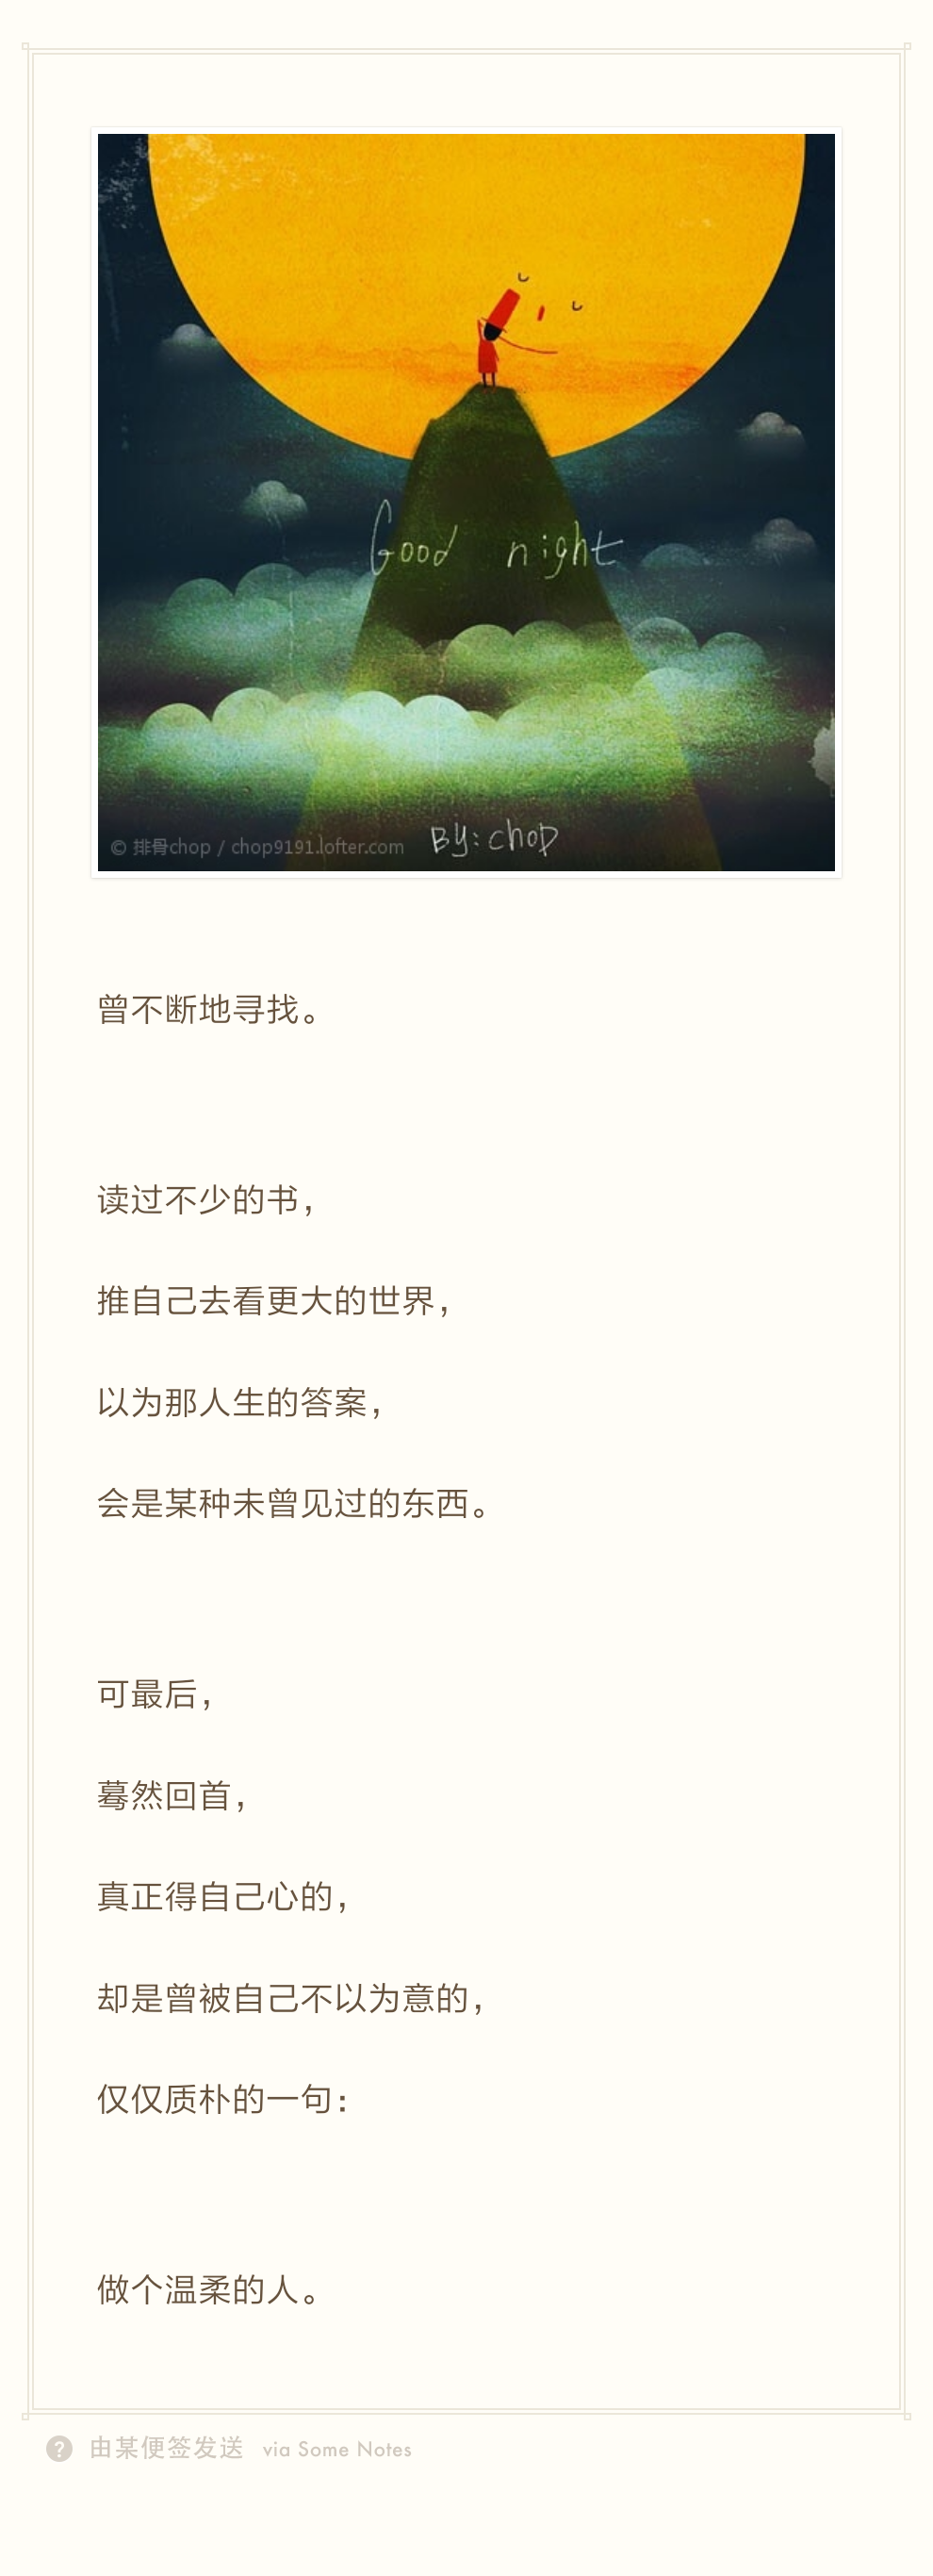 Good night
By: chop
© 排骨chop / chop9191.lofter.com
曾不断地寻找。
读过不少的书，
推自己去看更大的世界，
以为那人生的答案，
会是某种未曾见过的东西。
可最后，
蓦然回首，
真正得自己心的，
却是曾被自己不以为意的，
仅仅质朴的一句：
做个温柔的人。
? 由某便签发送 via Some Notes